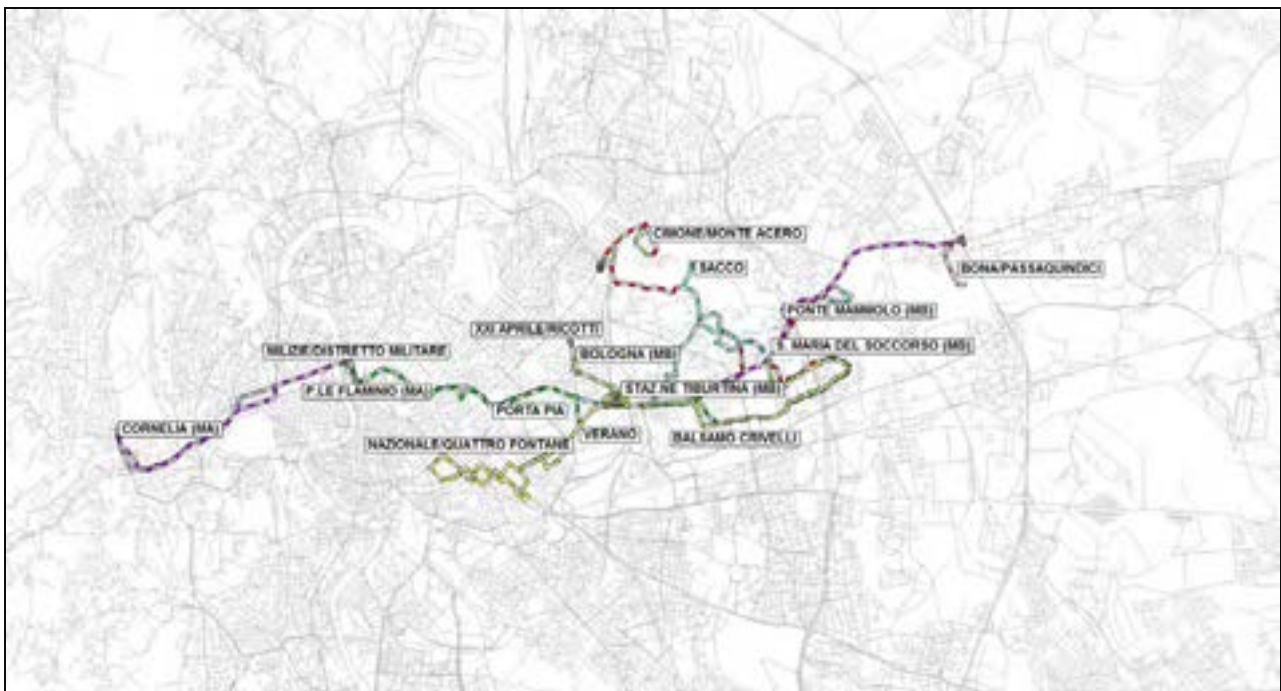 CIMONE/MONTE ACERO
F SACCO
BONA/PASSAQUINDICI
PONTE MAMMOLO (MB)
XXI APRILE/RICOTTI
S. MARIA DEL SOCCORSO (MB)
MILIZIE/DISTRETTO MILITARE
BOLOGNA (MB)
P.LE FLAMINIO (MA)
STAZ.NE TIBURTINA (MB)
PORTA PIA
CORNELIA (MA)
VERANO
BALSAMO CRIVELLI
NAZIONALE/QUATTRO FONTANE